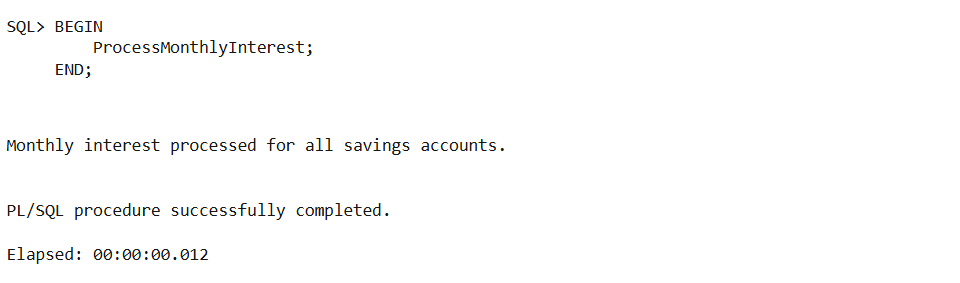 SQL> BEGIN
         ProcessMonthlyInterest;
     END;
Monthly interest processed for all savings accounts.
PL/SQL procedure successfully completed.
Elapsed: 00:00:00.012